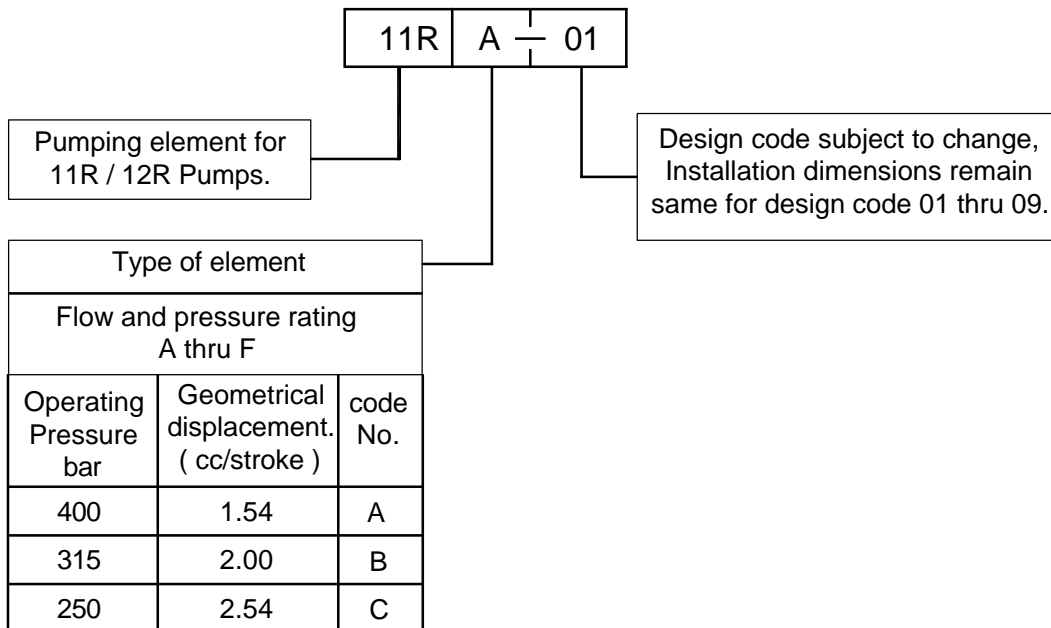 11R A — 01
Pumping element for
11R / 12R Pumps.
Design code subject to change,
Installation dimensions remain
same for design code 01 thru 09.
Type of element
Flow and pressure rating
A thru F
Operating Pressure bar
Geometrical displacement. ( cc/stroke )
code No.
400 1.54 A
315 2.00 B
250 2.54 C